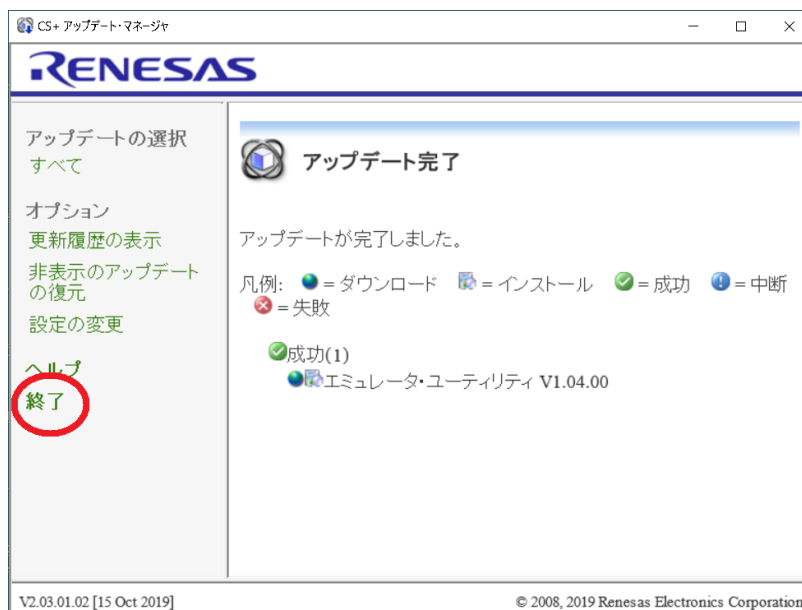 CS+ アップデート・マネージャ
RENESAS
アップデートの選択
すべて
オプション
更新履歴の表示
非表示のアップデート
の復元
設定の変更
ヘルプ
終了
アップデート完了
アップデートが完了しました。
凡例: = ダウンロード = インストール = 成功 = 中断
= 失敗
成功(1)
エミュレータ・ユーティリティ V1.04.00
V2.03.01.02 [15 Oct 2019]
© 2008, 2019 Renesas Electronics Corporation